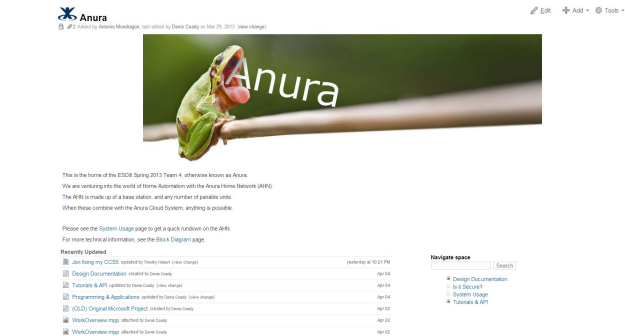 Edit Add Tools
Anura
2 Added by Antonio Mondragon, last edited by Denis Coady on Mar 29, 2013 (view change)
Anura
This is the home of the ESDIII Spring 2013 Team 4, otherwise known as Anura.
We are venturing into the world of Home Automation with the Anura Home Network (AHN).
The AHN is made up of a base station, and any number of panable units.
When these combine with the Anura Cloud System, anything is possible.
Please see the System Usage page to get a quick rundown on the AHN.
For more technical information, see the Block Diagram page.
Recently Updated
Jon fixing my CCS5 updated by Timothy Hebert (view change) yesterday at 10:21 PM
Design Documentation created by Denis Coady Apr 04
Tutorials & API updated by Denis Coady (view change) Apr 04
Programming & Applications updated by Denis Coady (view change) Apr 04
(OLD) Original Microsoft Project created by Denis Coady Apr 02
WorkOverview.mpp attached by Denis Coady Apr 02
WorkOverview.mpp attached by Denis Coady Apr 02
Navigate space
Search
Design Documentation
Is it Secure?
System Usage
Tutorials & API